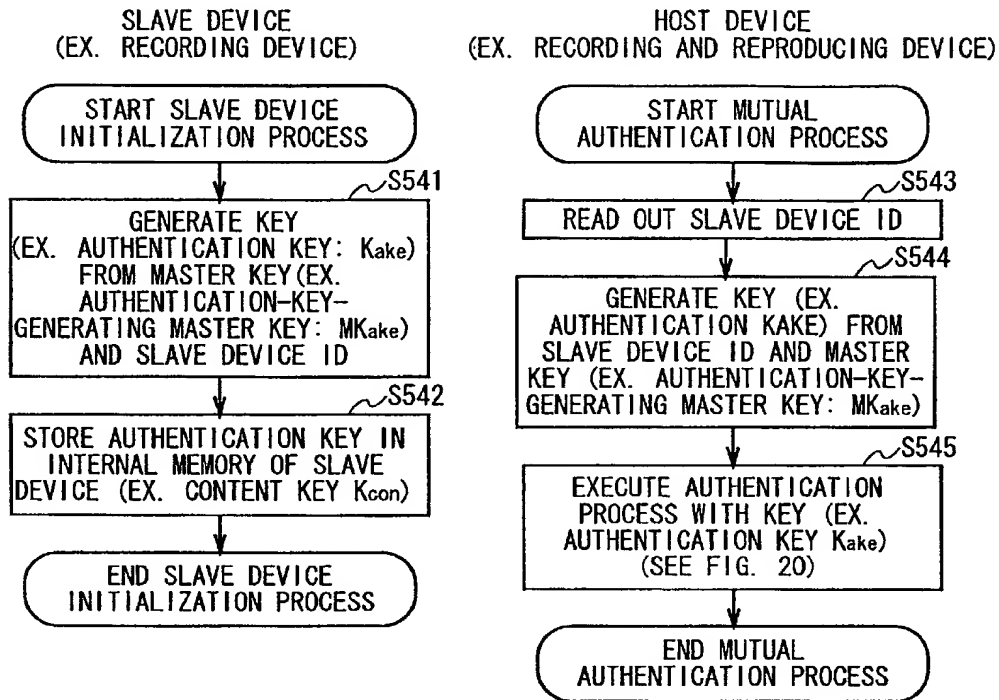 SLAVE DEVICE
(EX. RECORDING DEVICE)
START SLAVE DEVICE
INITIALIZATION PROCESS
S541
GENERATE KEY
(EX. AUTHENTICATION KEY: Kake)
FROM MASTER KEY(EX.
AUTHENTICATION-KEY-
GENERATING MASTER KEY: MKake)
AND SLAVE DEVICE ID
S542
STORE AUTHENTICATION KEY IN
INTERNAL MEMORY OF SLAVE
DEVICE (EX. CONTENT KEY Kcon)
END SLAVE DEVICE
INITIALIZATION PROCESS
HOST DEVICE
(EX. RECORDING AND REPRODUCING DEVICE)
START MUTUAL
AUTHENTICATION PROCESS
S543
READ OUT SLAVE DEVICE ID
S544
GENERATE KEY (EX.
AUTHENTICATION KAKE) FROM
SLAVE DEVICE ID AND MASTER
KEY (EX. AUTHENTICATION-KEY-
GENERATING MASTER KEY: MKake)
S545
EXECUTE AUTHENTICATION
PROCESS WITH KEY (EX.
AUTHENTICATION KEY Kake)
(SEE FIG. 20)
END MUTUAL
AUTHENTICATION PROCESS